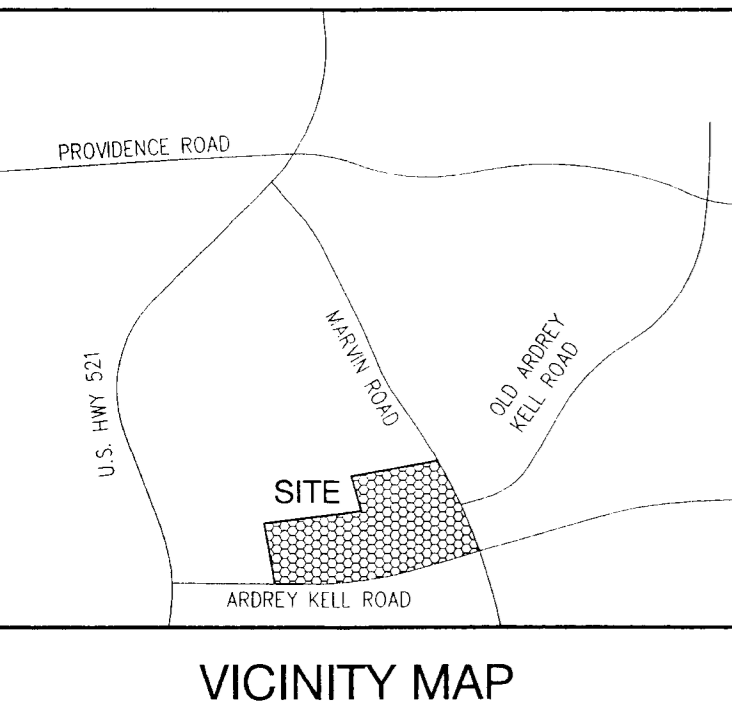 PROVIDENCE ROAD
MARVIN ROAD
OLD ARDREY
KELL ROAD
U.S. HWY 521
SITE
ARDREY KELL ROAD
VICINITY MAP